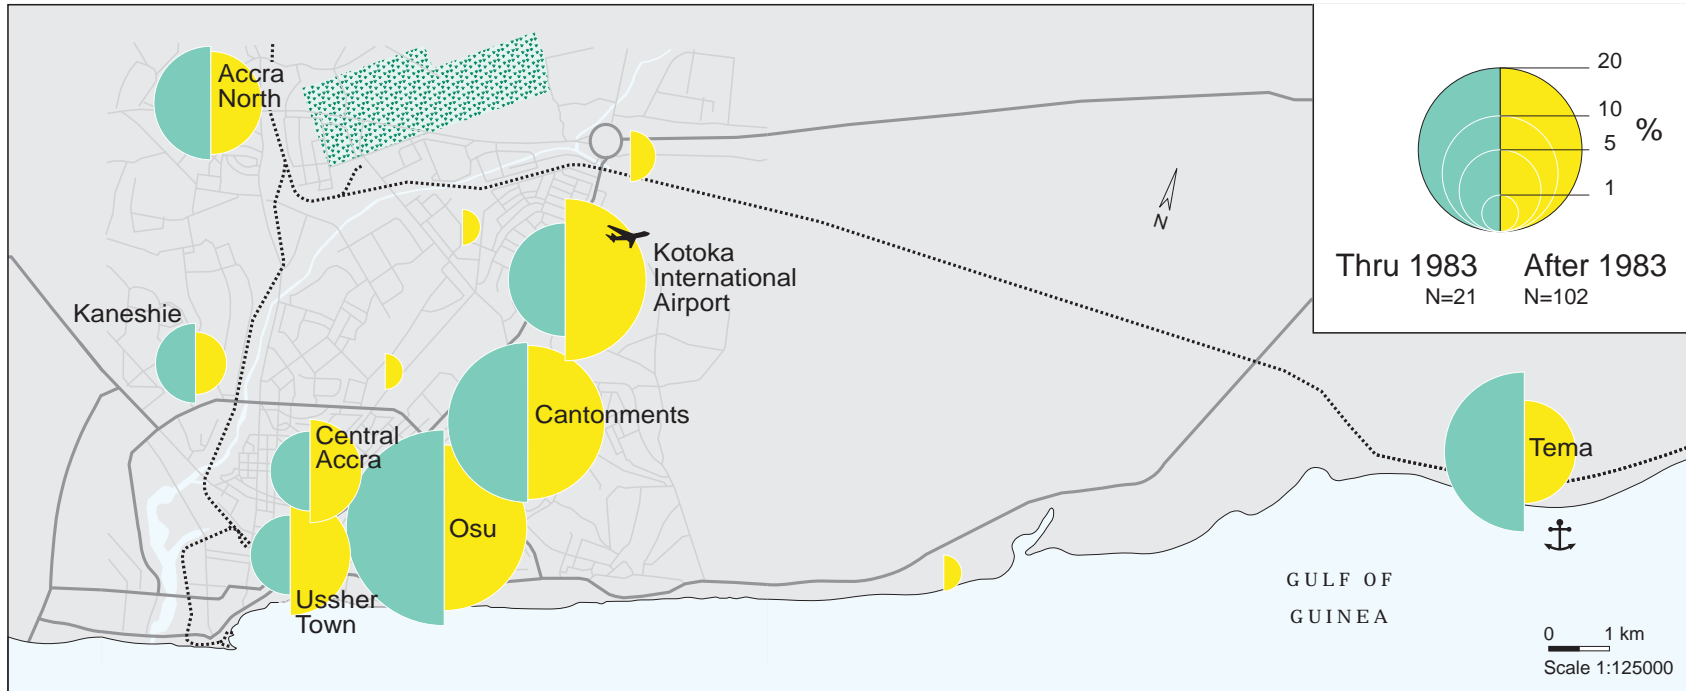 Accra
North
Kaneshie
Kotoka
International
Airport
Cantonments
Central
Accra
Osu
Ussher
Town
Tema
N
GULF OF
GUINEA
20
10
5
1
%
Thru 1983
N=21
After 1983
N=102
0 1 km
Scale 1:125000